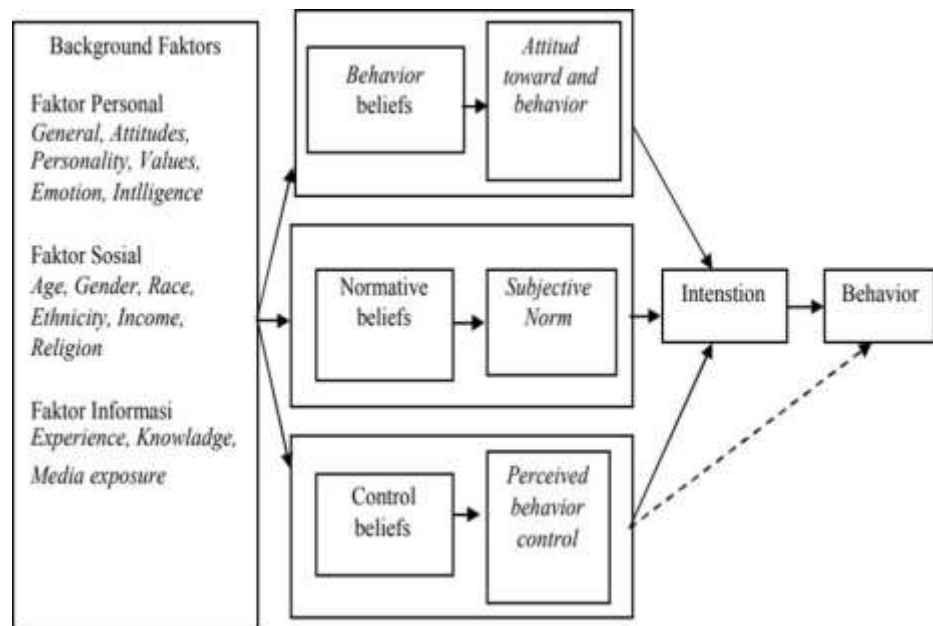 Background Faktors
Faktor Personal
General, Attitudes,
Personality, Values,
Emotion, Intlligence
Faktor Sosial
Age, Gender, Race,
Ethnicity, Income,
Religion
Faktor Informasi
Experience, Knowladge,
Media exposure
Behavior
beliefs
Attitud
toward and
behavior
Normative
beliefs
Subjective
Norm
Control
beliefs
Perceived
behavior
control
Intenstion
Behavior